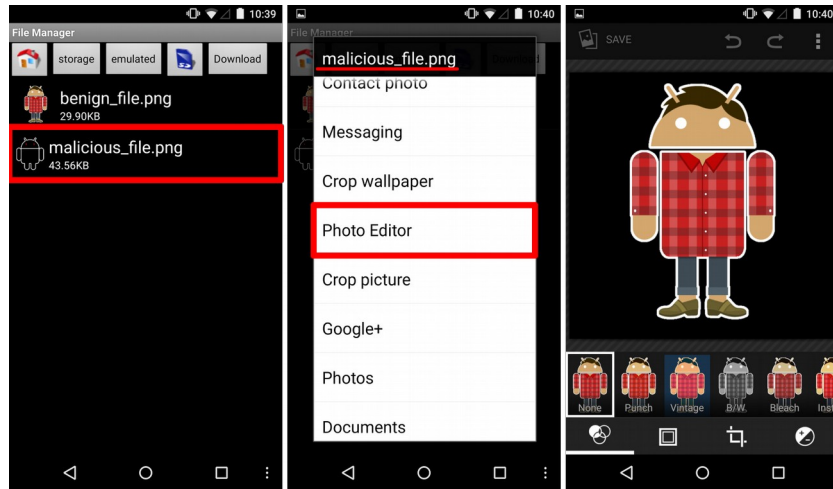 10:39
File Manager
storage
emulated
Download
benign_file.png
29.90KB
malicious_file.png
43.56KB
10:40
File Manager
malicious_file.png
Contact photo
Messaging
Crop wallpaper
Photo Editor
Crop picture
Google+
Photos
Documents
10:40
SAVE
None
Punch
Vintage
B/W
Bleach
Inst